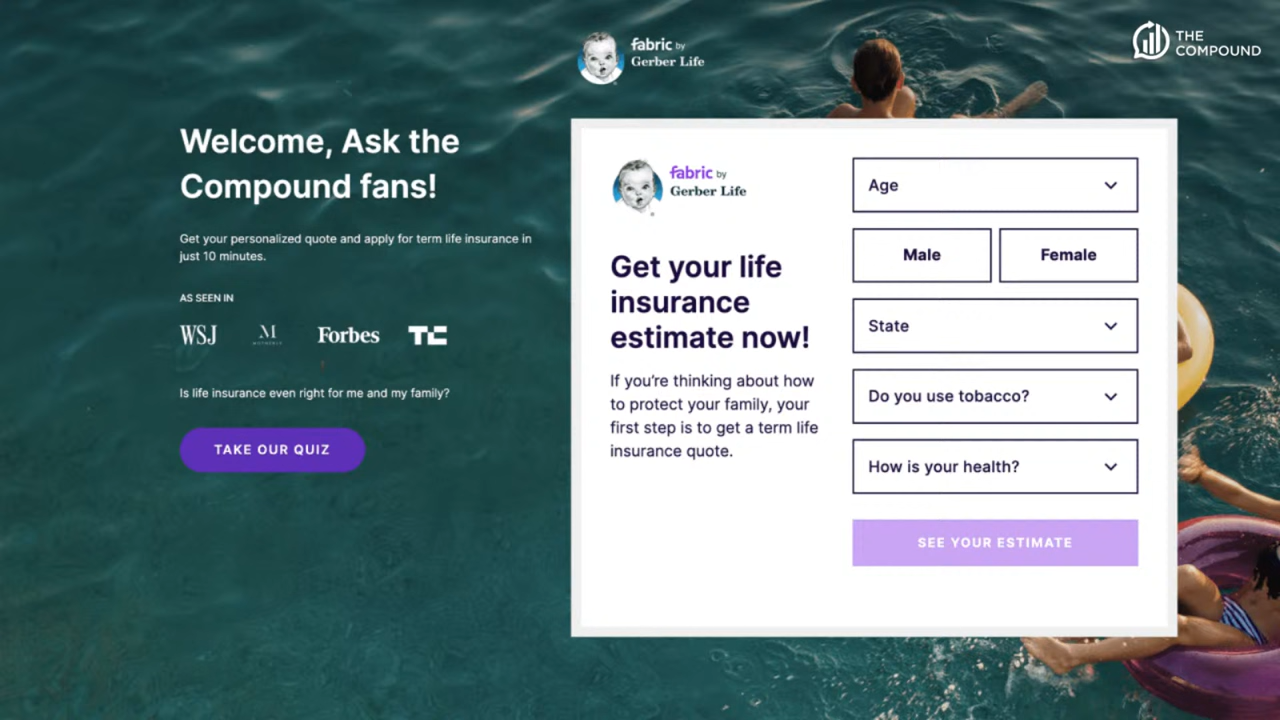 fabric by
Gerber Life
THE
COMPOUND
Welcome, Ask the
Compound fans!
Get your personalized quote and apply for term life insurance in
just 10 minutes.
AS SEEN IN
WSJ M Forbes TC
Is life insurance even right for me and my family?
TAKE OUR QUIZ
fabric by
Gerber Life
Get your life
insurance
estimate now!
If you’re thinking about how
to protect your family, your
first step is to get a term life
insurance quote.
Age
Male Female
State
Do you use tobacco?
How is your health?
SEE YOUR ESTIMATE